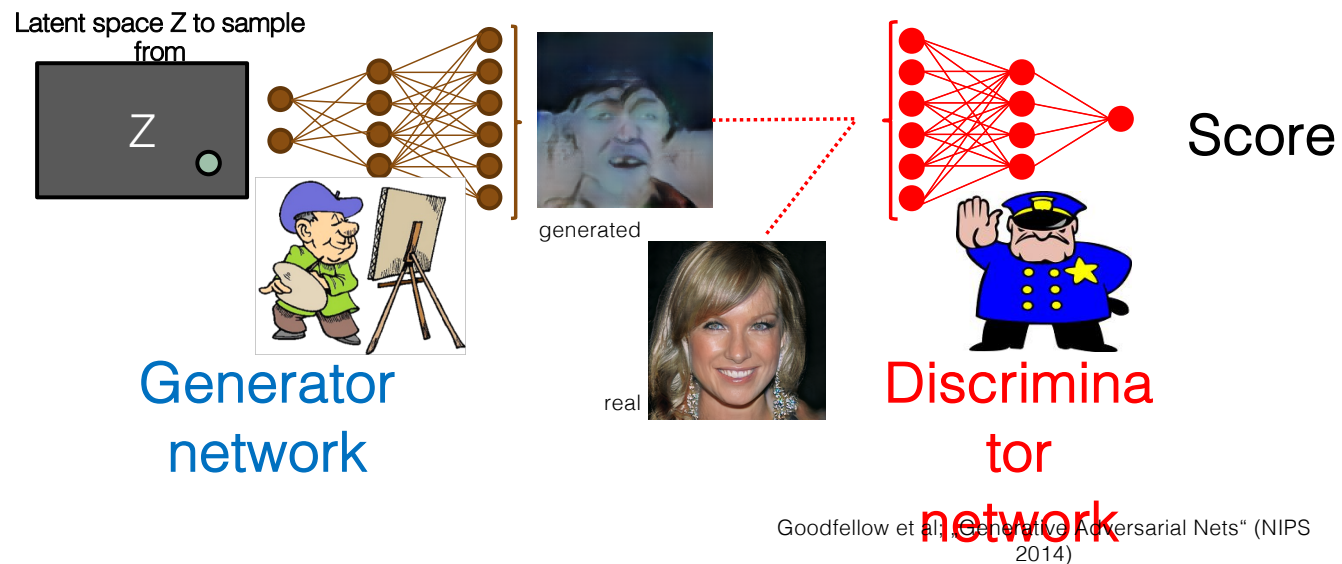 Latent space Z to sample
from
Z
generated
real
Score
Generator
network
Discrimina
tor
network
Goodfellow et al; „Generative Adversarial Nets“ (NIPS
2014)